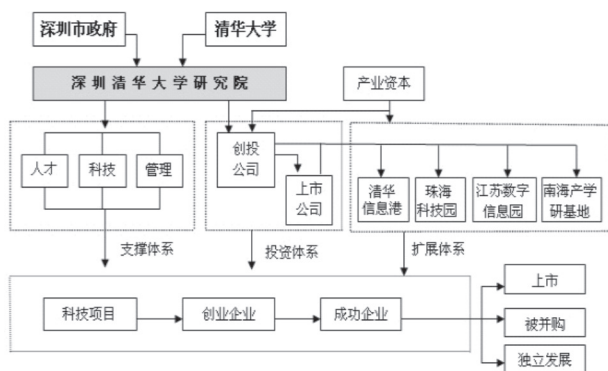 深圳市政府
清华大学
深圳清华大学研究院
产业资本
人才
科技
管理
创投
公司
上市
公司
清华
信息港
珠海
科技园
江苏数字
信息园
南海产学
研基地
支撑体系
投资体系
扩展体系
科技项目
创业企业
成功企业
上市
被并购
独立发展